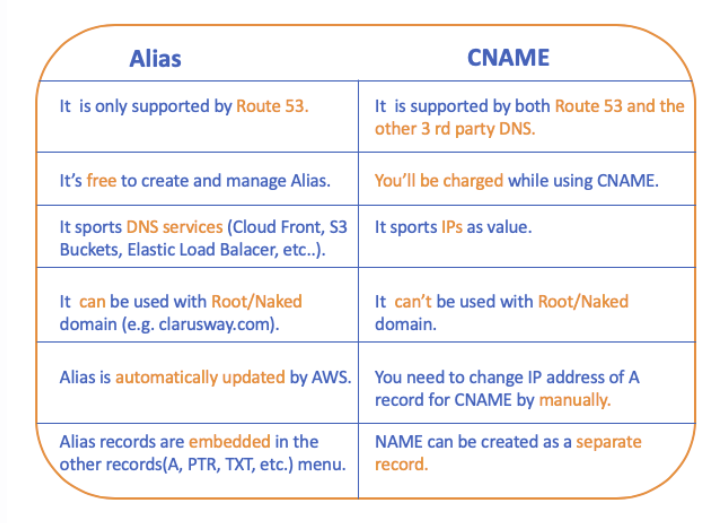 Alias
CNAME
It is only supported by Route 53.
It is supported by both Route 53 and the
other 3 rd party DNS.
It's free to create and manage Alias.
You'll be charged while using CNAME.
It sports DNS services (Cloud Front, S3
Buckets, Elastic Load Balacer, etc..).
It sports IPs as value.
It can be used with Root/Naked
domain (e.g. clarusway.com).
It can't be used with Root/Naked
domain.
Alias is automatically updated by AWS.
You need to change IP address of A
record for CNAME by manually.
Alias records are embedded in the
other records(A, PTR, TXT, etc.) menu.
NAME can be created as a separate
record.